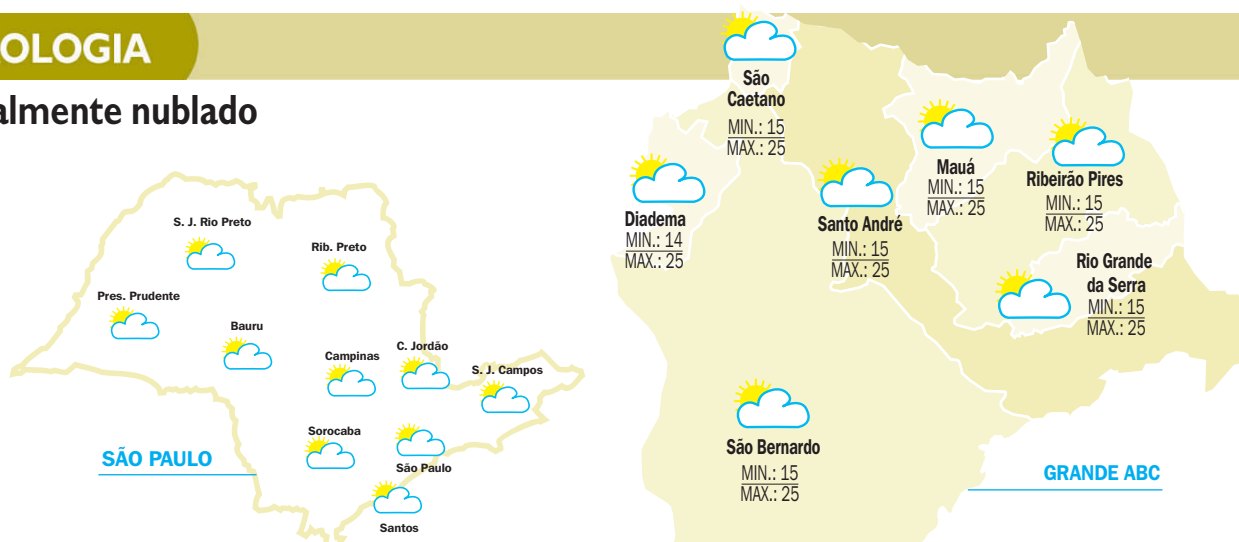 OLOGIA
almente nublado
S. J. Rio Preto
Rib. Preto
Pres. Prudente
Bauru
Campinas
C. Jordão
S. J. Campos
Sorocaba
São Paulo
Santos
SÃO PAULO
São
Caetano
MIN.: 15
MAX.: 25
Diadema
MIN.: 14
MAX.: 25
Santo André
MIN.: 15
MAX.: 25
Mauá
MIN.: 15
MAX.: 25
Ribeirão Pires
MIN.: 15
MAX.: 25
Rio Grande
da Serra
MIN.: 15
MAX.: 25
São Bernardo
MIN.: 15
MAX.: 25
GRANDE ABC